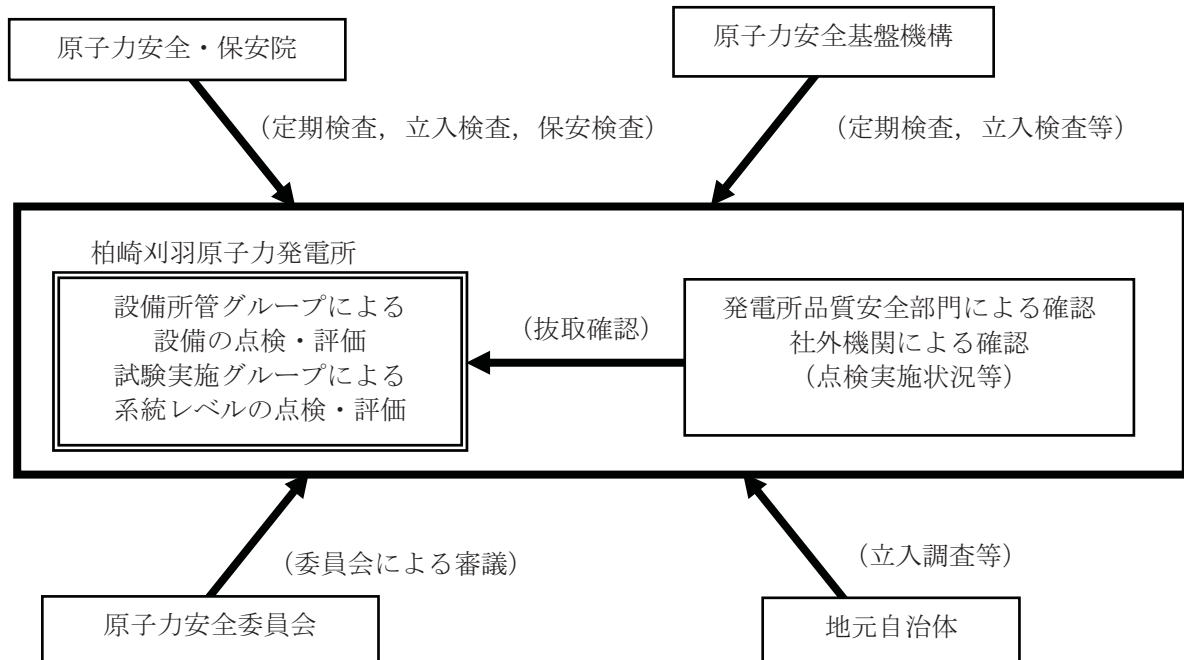 原子力安全・保安院
原子力安全基盤機構
（定期検査，立入検査，保安検査）
（定期検査，立入検査等）
柏崎刈羽原子力発電所
設備所管グループによる
設備の点検・評価
試験実施グループによる
系統レベルの点検・評価
（抜取確認）
発電所品質安全部門による確認
社外機関による確認
（点検実施状況等）
（委員会による審議）
（立入調査等）
原子力安全委員会
地元自治体